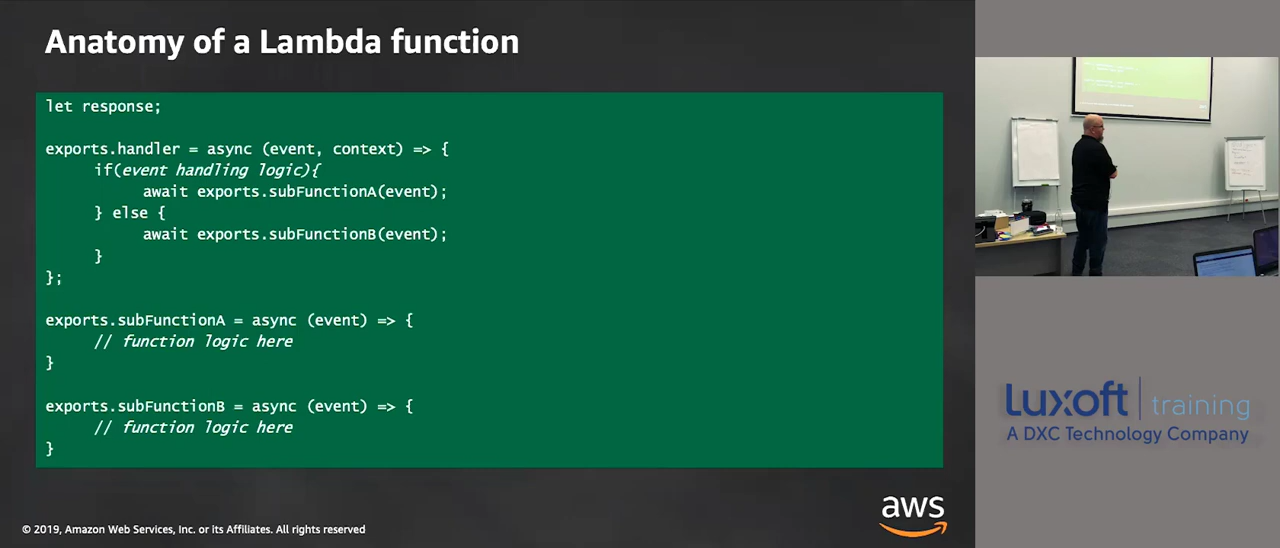 Anatomy of a Lambda function
let response;
exports.handler = async (event, context) => {
if(event handling logic){
await exports.subFunctionA(event);
} else {
await exports.subFunctionB(event);
}
};
exports.subFunctionA = async (event) => {
// function logic here
}
exports.subFunctionB = async (event) => {
// function logic here
}
© 2019, Amazon Web Services, Inc. or its Affiliates. All rights reserved
aws
luxoft training
A DXC Technology Company